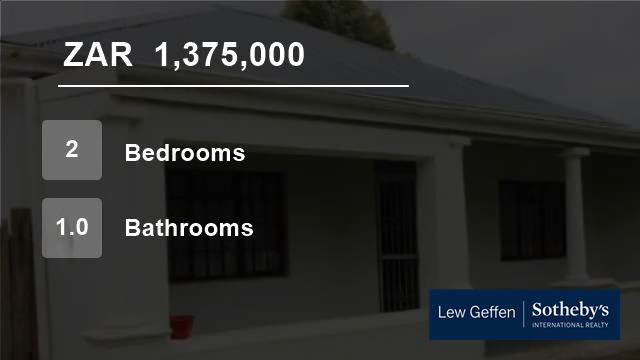 ZAR 1,375,000
2 Bedrooms
1.0 Bathrooms
Lew Geffen Sotheby's
INTERNATIONAL REALTY